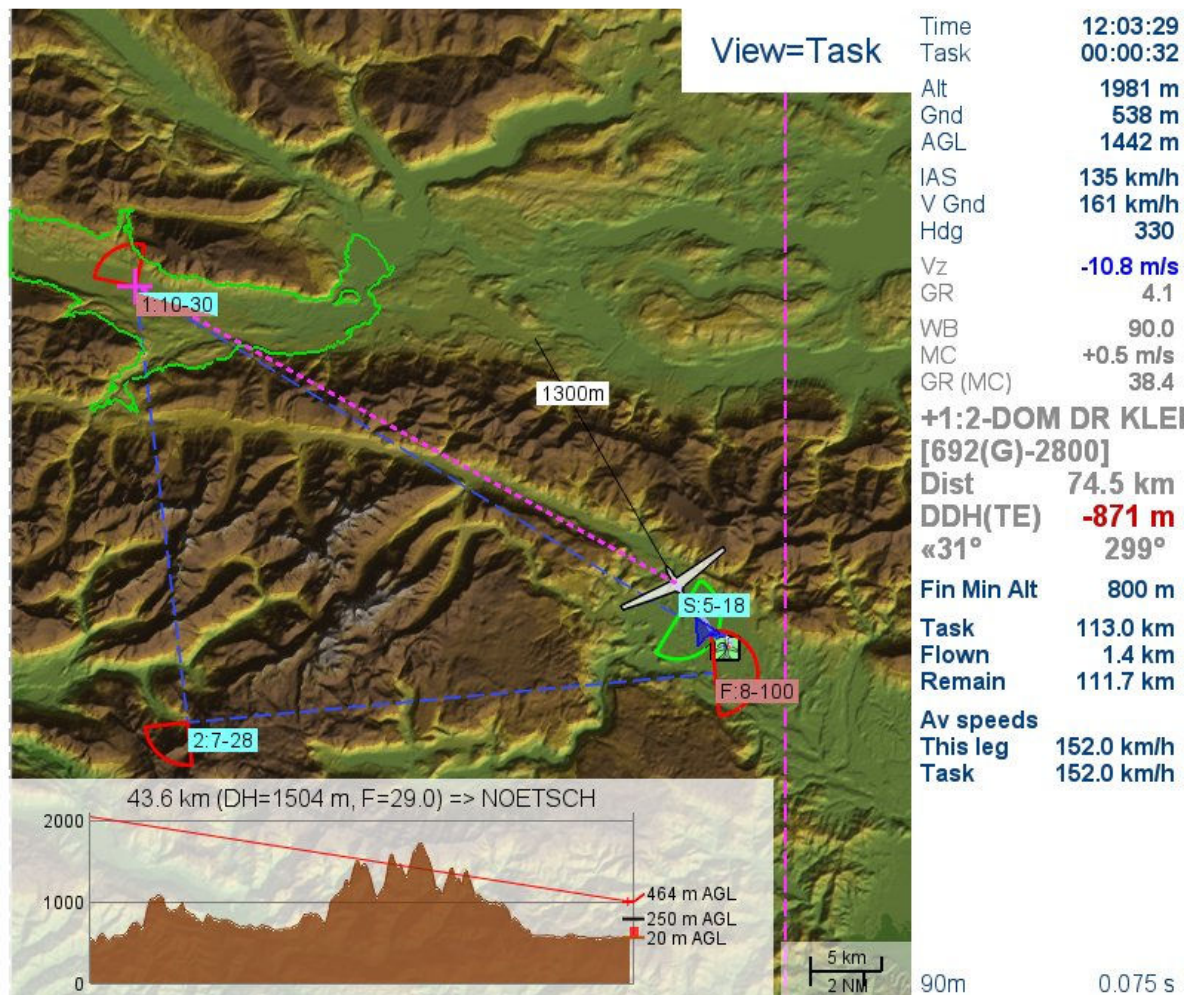 View=Task
1:10-30
1300m
S:5-18
F:8-100
2:7-28
43.6 km (DH=1504 m, F=29.0) => NOETSCH
2000
1000
0
464 m AGL
250 m AGL
20 m AGL
5 km
2 NM
Time 12:03:29
Task 00:00:32
Alt 1981 m
Gnd 538 m
AGL 1442 m
IAS 135 km/h
V Gnd 161 km/h
Hdg 330
Vz -10.8 m/s
GR 4.1
WB 90.0
MC +0.5 m/s
GR (MC) 38.4
+1:2-DOM DR KLEI
[692(G)-2800]
Dist 74.5 km
DDH(TE) -871 m
«31° 299°
Fin Min Alt 800 m
Task 113.0 km
Flown 1.4 km
Remain 111.7 km
Av speeds
This leg 152.0 km/h
Task 152.0 km/h
90m 0.075 s